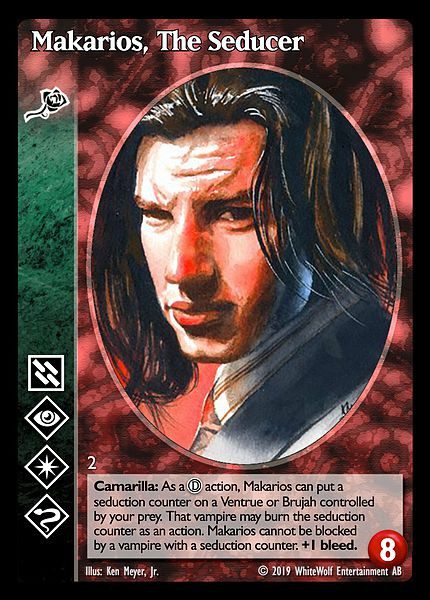 Makarios, The Seducer
2
Camarilla: As a Ⓓ action, Makarios can put a
seduction counter on a Ventrue or Brujah controlled
by your prey. That vampire may burn the seduction
counter as an action. Makarios cannot be blocked
by a vampire with a seduction counter. +1 bleed.
8
Illus: Ken Meyer, Jr.
© 2019 WhiteWolf Entertainment AB